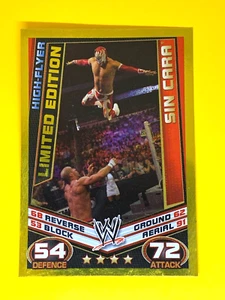 HIGH-FLYER
LIMITED EDITION
SIN CARA
68 REVERSE
53 BLOCK
GROUND 62
AERIAL 91
W
54
DEFENCE
72
ATTACK